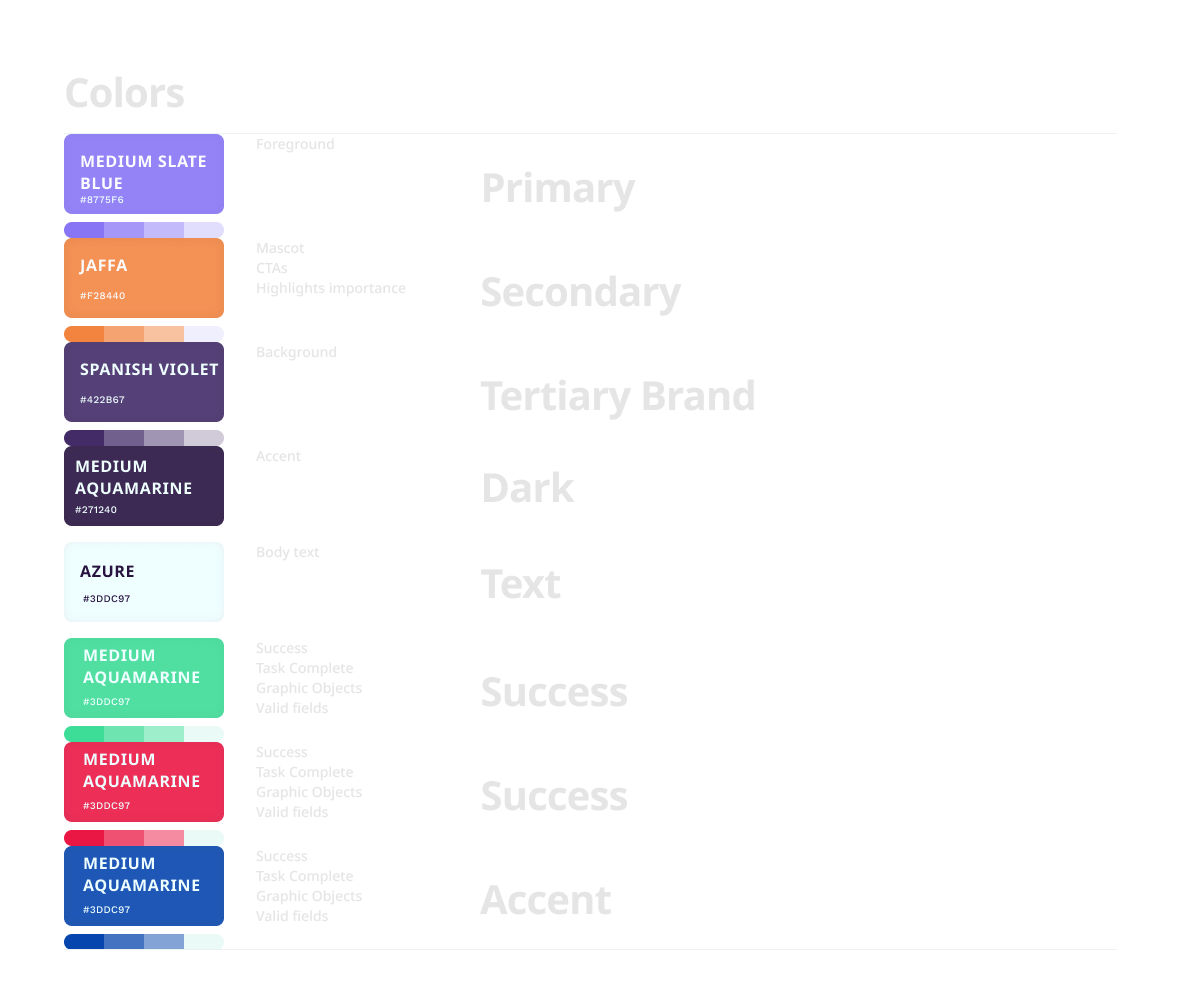 Colors
MEDIUM SLATE
BLUE
#8775F6
Foreground
Primary
JAFFA
#F28440
Mascot
CTAs
Highlights importance
Secondary
SPANISH VIOLET
#422B67
Background
Tertiary Brand
MEDIUM
AQUAMARINE
#271240
Accent
Dark
AZURE
#3DDC97
Body text
Text
MEDIUM
AQUAMARINE
#3DDC97
Success
Task Complete
Graphic Objects
Valid fields
Success
MEDIUM
AQUAMARINE
#3DDC97
Success
Task Complete
Graphic Objects
Valid fields
Success
MEDIUM
AQUAMARINE
#3DDC97
Success
Task Complete
Graphic Objects
Valid fields
Accent